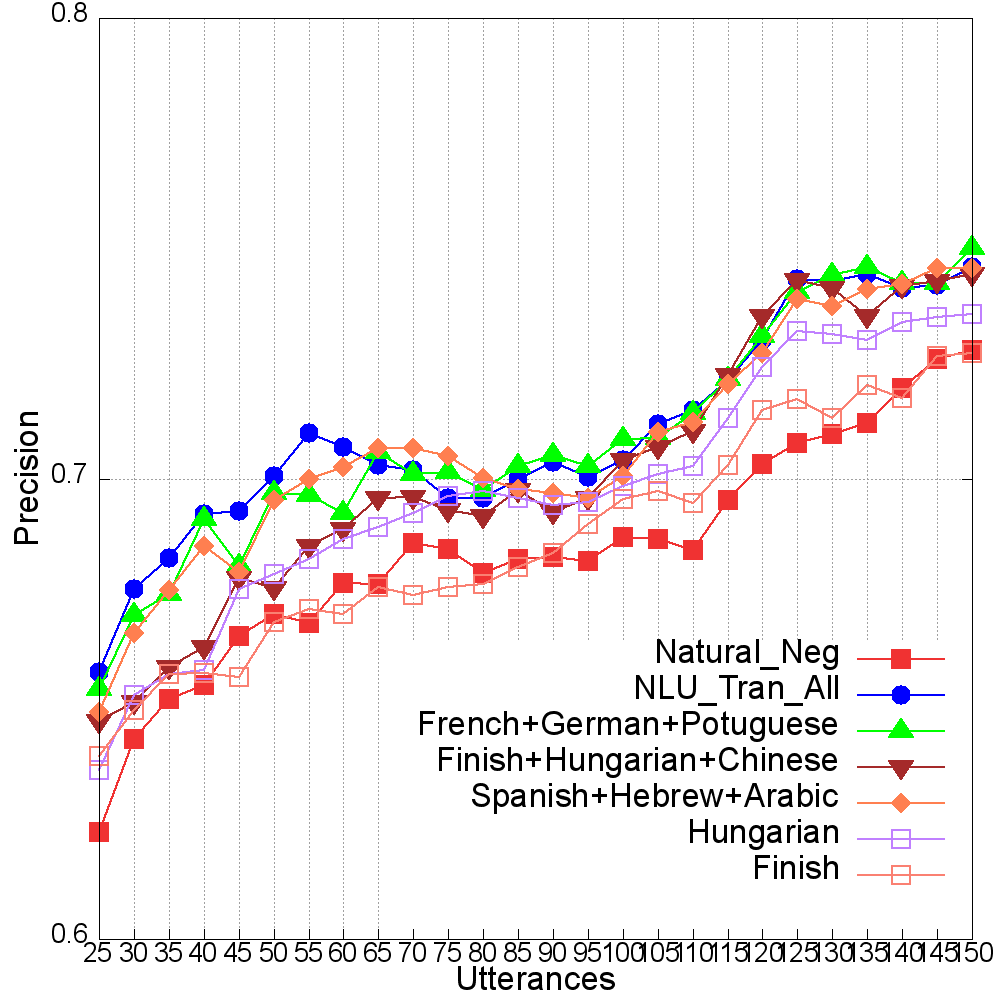 0.8
Precision
0.7
Natural_Neg
NLU_Tran_All
French+German+Potuguese
Finish+Hungarian+Chinese
Spanish+Hebrew+Arabic
Hungarian
Finish
0.6
25 30 35 40 45 50 55 60 65 70 75 80 85 90 95 100 105 110 115 120 125 130 135 140 145 150
Utterances